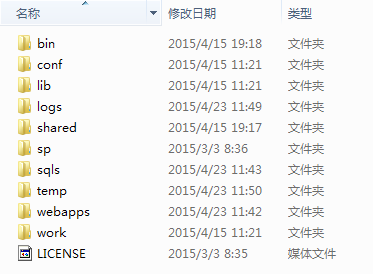 名称 修改日期 类型
bin 2015/4/15 19:18 文件夹
conf 2015/4/15 11:21 文件夹
lib 2015/4/15 11:21 文件夹
logs 2015/4/23 11:49 文件夹
shared 2015/4/15 19:17 文件夹
sp 2015/3/3 8:36 文件夹
sqls 2015/4/23 11:43 文件夹
temp 2015/4/23 11:50 文件夹
webapps 2015/4/23 11:42 文件夹
work 2015/4/15 11:21 文件夹
LICENSE 2015/3/3 8:35 媒体文件